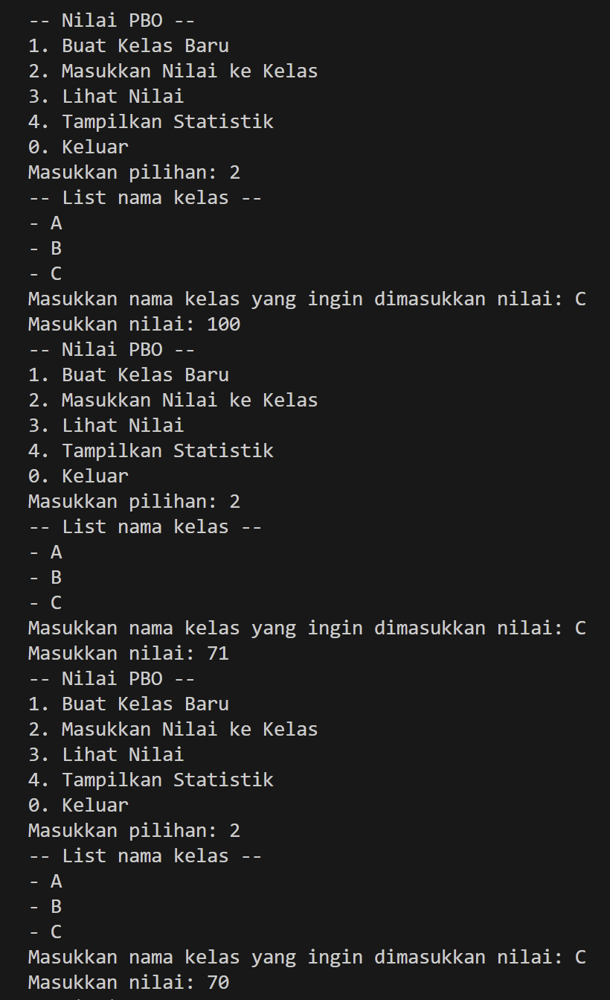 -- Nilai PBO --
1. Buat Kelas Baru
2. Masukkan Nilai ke Kelas
3. Lihat Nilai
4. Tampilkan Statistik
0. Keluar
Masukkan pilihan: 2
-- List nama kelas --
- A
- B
- C
Masukkan nama kelas yang ingin dimasukkan nilai: C
Masukkan nilai: 100
-- Nilai PBO --
1. Buat Kelas Baru
2. Masukkan Nilai ke Kelas
3. Lihat Nilai
4. Tampilkan Statistik
0. Keluar
Masukkan pilihan: 2
-- List nama kelas --
- A
- B
- C
Masukkan nama kelas yang ingin dimasukkan nilai: C
Masukkan nilai: 71
-- Nilai PBO --
1. Buat Kelas Baru
2. Masukkan Nilai ke Kelas
3. Lihat Nilai
4. Tampilkan Statistik
0. Keluar
Masukkan pilihan: 2
-- List nama kelas --
- A
- B
- C
Masukkan nama kelas yang ingin dimasukkan nilai: C
Masukkan nilai: 70